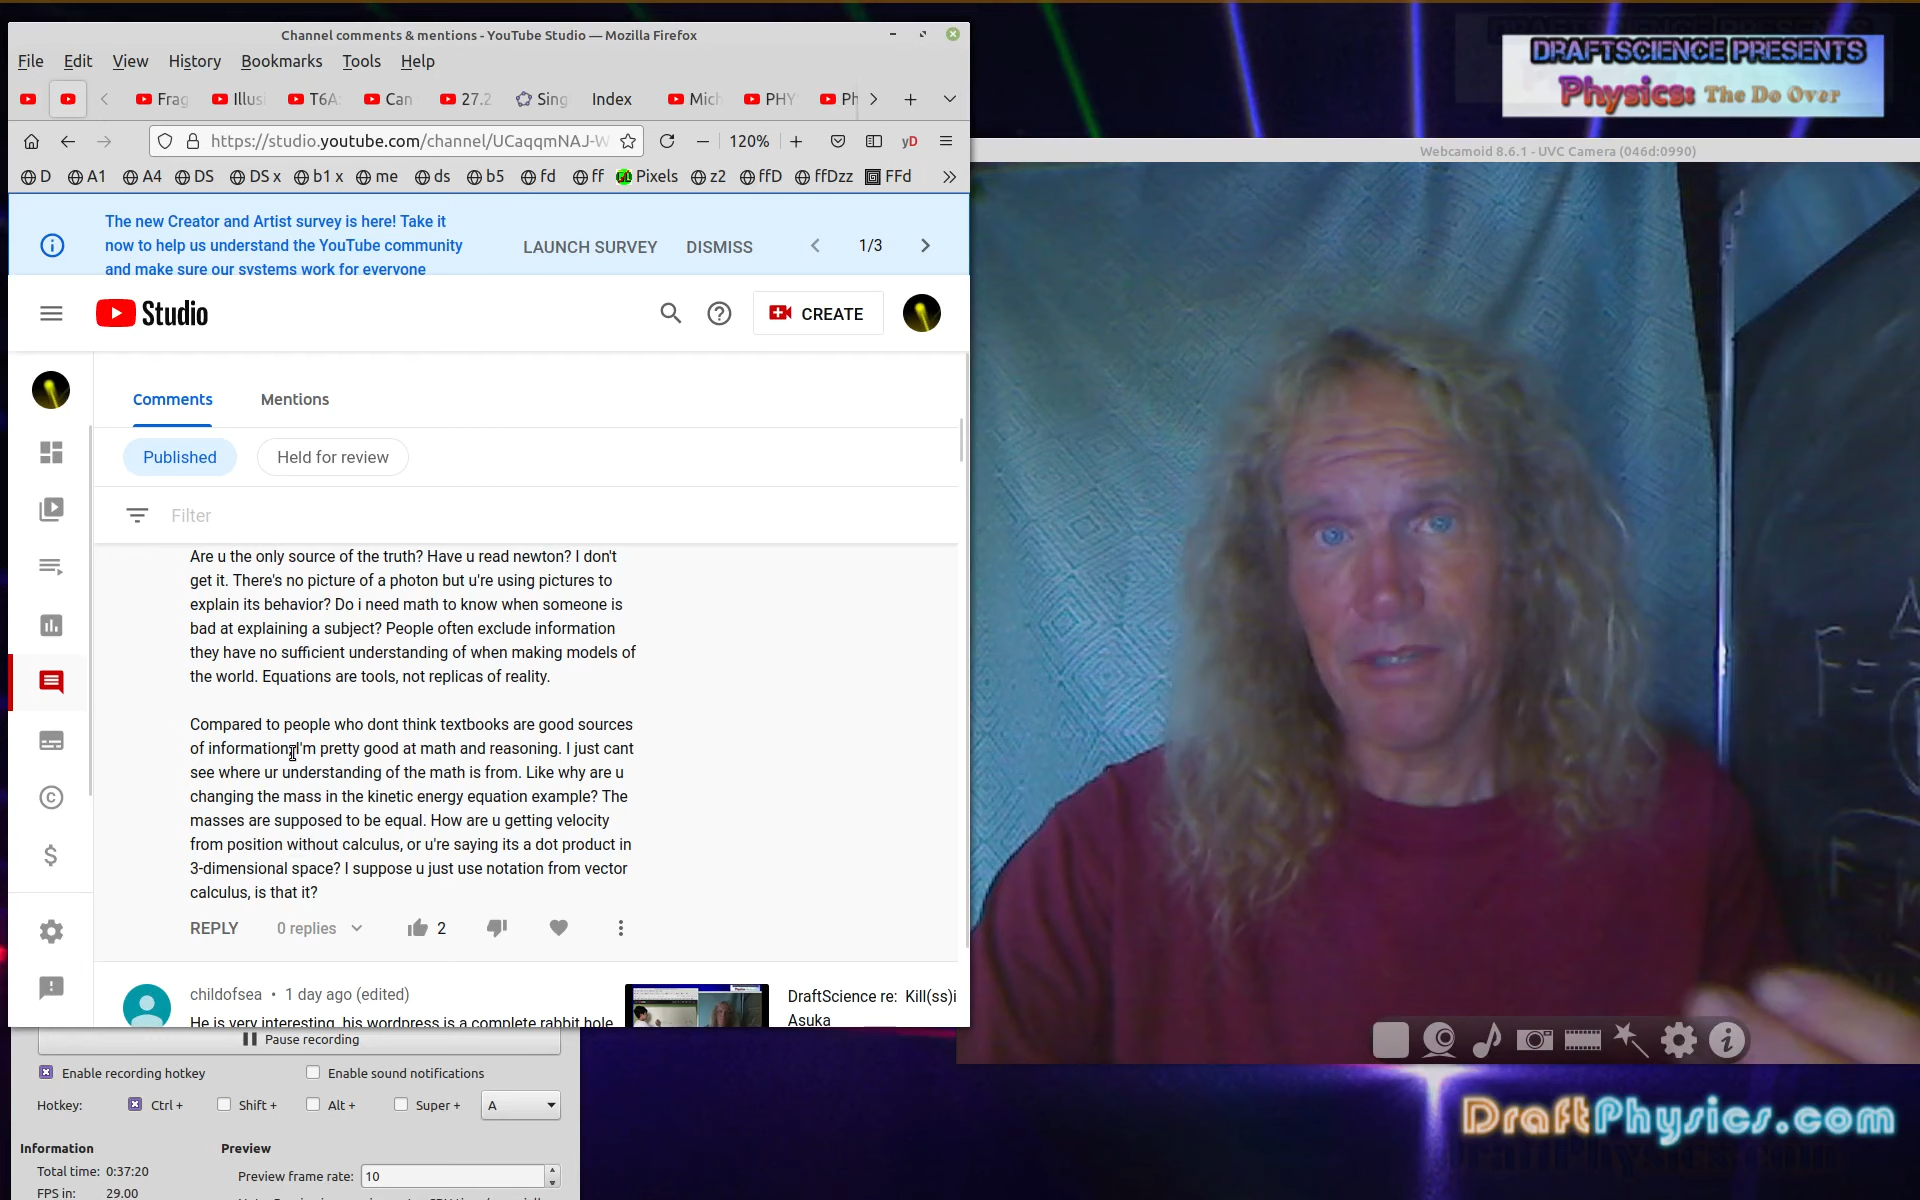 Channel comments & mentions - YouTube Studio — Mozilla Firefox
File Edit View History Bookmarks Tools Help
Frag Illus T6A: Can 27.2 Sing Index Mich PHY Ph
https://studio.youtube.com/channel/UCaqqmNAJ-W 120% yD
D A1 A4 DS DS x b1 x me ds b5 fd ff Pixels z2 ffD ffDzz FFd
The new Creator and Artist survey is here! Take it
now to help us understand the YouTube community
and make sure our systems work for everyone
LAUNCH SURVEY DISMISS 1/3
Studio
CREATE
Comments Mentions
Published Held for review
Filter
Are u the only source of the truth? Have u read newton? I don't
get it. There's no picture of a photon but u're using pictures to
explain its behavior? Do i need math to know when someone is
bad at explaining a subject? People often exclude information
they have no sufficient understanding of when making models of
the world. Equations are tools, not replicas of reality.
Compared to people who dont think textbooks are good sources
of information I'm pretty good at math and reasoning. I just cant
see where ur understanding of the math is from. Like why are u
changing the mass in the kinetic energy equation example? The
masses are supposed to be equal. How are u getting velocity
from position without calculus, or u're saying its a dot product in
3-dimensional space? I suppose u just use notation from vector
calculus, is that it?
REPLY 0 replies 2
childofsea • 1 day ago (edited)
He is very interesting, his wordpress is a complete rabbit hole
DraftScience re: Kill(ss)i
Asuka
Pause recording
Enable recording hotkey Enable sound notifications
Hotkey: Ctrl + Shift + Alt + Super + A
Information Preview
Total time: 0:37:20
Preview frame rate: 10
FPS in: 29.00
DRAFTSCIENCE PRESENTS
Physics: The Do Over
Webcamoid 8.6.1 - UVC Camera (046d:0990)
F=
DraftPhysics.com